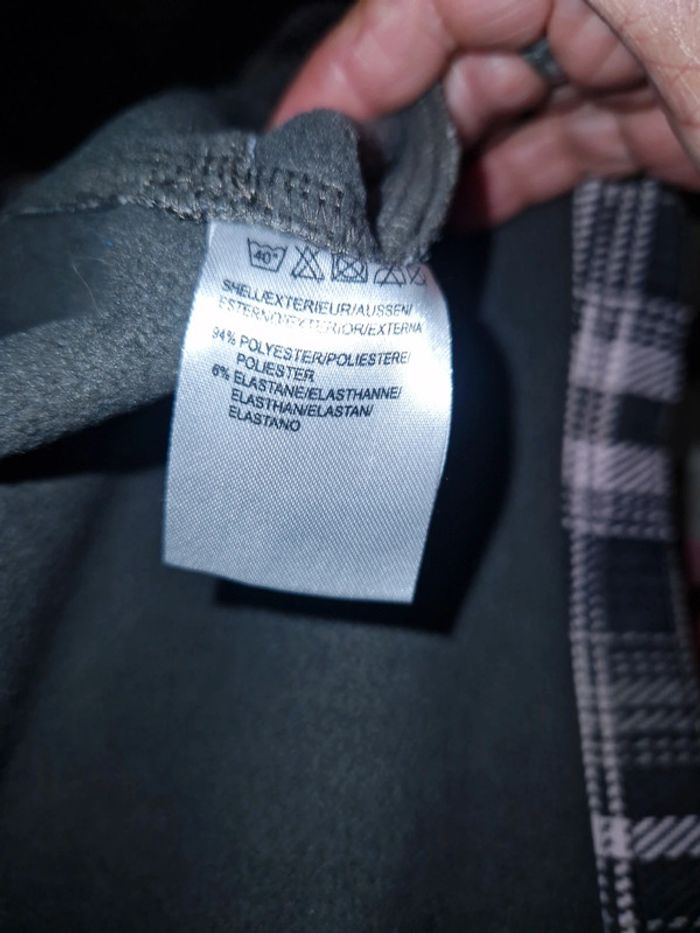 40°
SHELL/EXTERIEUR/AUSSEN/
ESTERNO/EXTERIOR/EXTERNA
94% POLYESTER/POLIESTERE/
POLIESTER
6% ELASTANE/ELASTHANNE/
ELASTHAN/ELASTAN/
ELASTANO